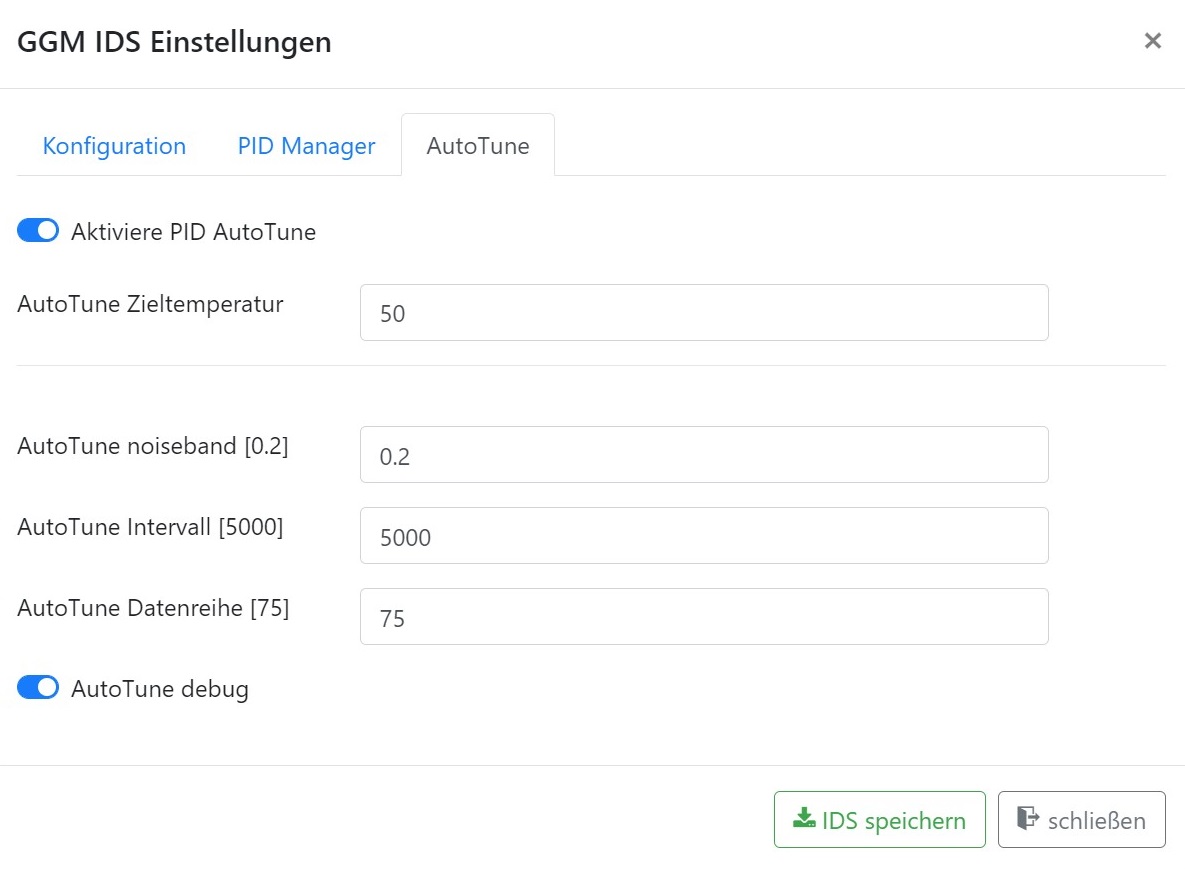 GGM IDS Einstellungen ×
Konfiguration PID Manager AutoTune
Aktiviere PID AutoTune
AutoTune Zieltemperatur 50
AutoTune noiseband [0.2] 0.2
AutoTune Intervall [5000] 5000
AutoTune Datenreihe [75] 75
AutoTune debug
IDS speichern schließen